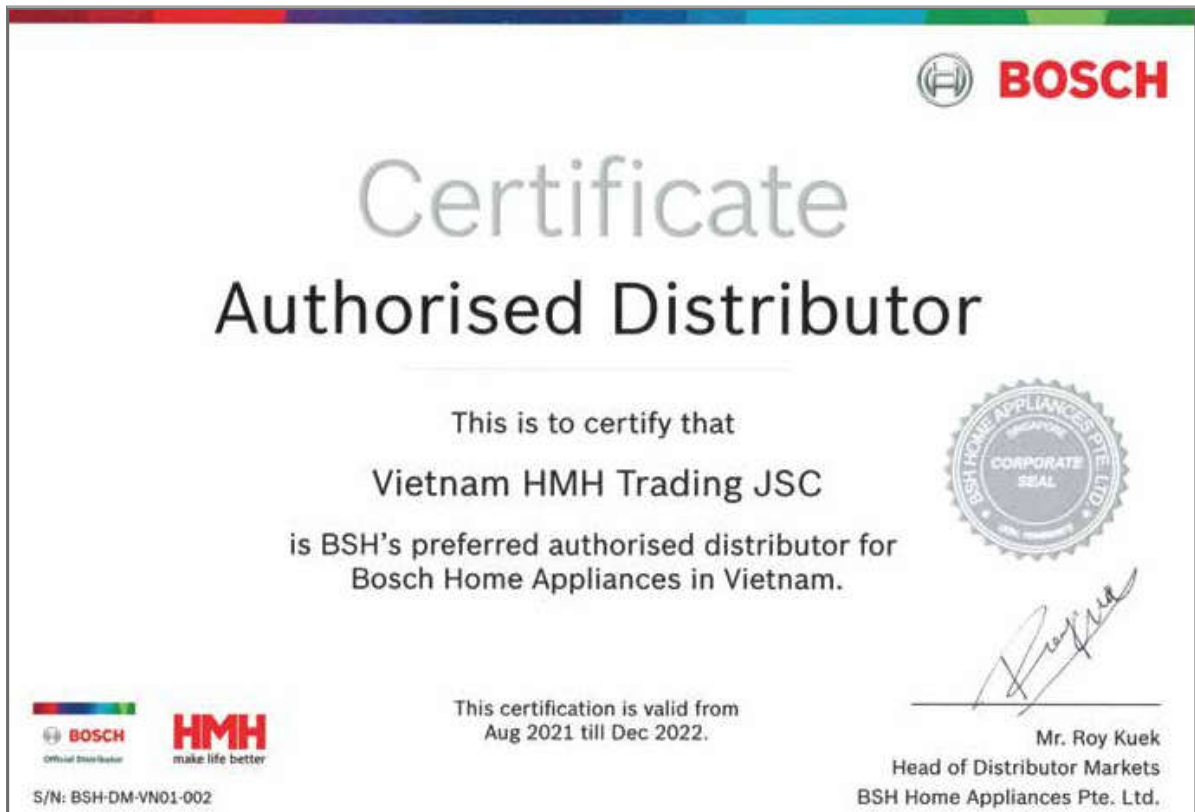 BOSCH
Certificate
Authorised Distributor
This is to certify that
Vietnam HMH Trading JSC
is BSH's preferred authorised distributor for
Bosch Home Appliances in Vietnam.
BSH HOME APPLIANCES PTE. LTD.
SINGAPORE
CORPORATE
SEAL
This certification is valid from
Aug 2021 till Dec 2022.
BOSCH
Official Distributor
HMH
make life better
S/N: BSH-DM-VN01-002
Mr. Roy Kuek
Head of Distributor Markets
BSH Home Appliances Pte. Ltd.